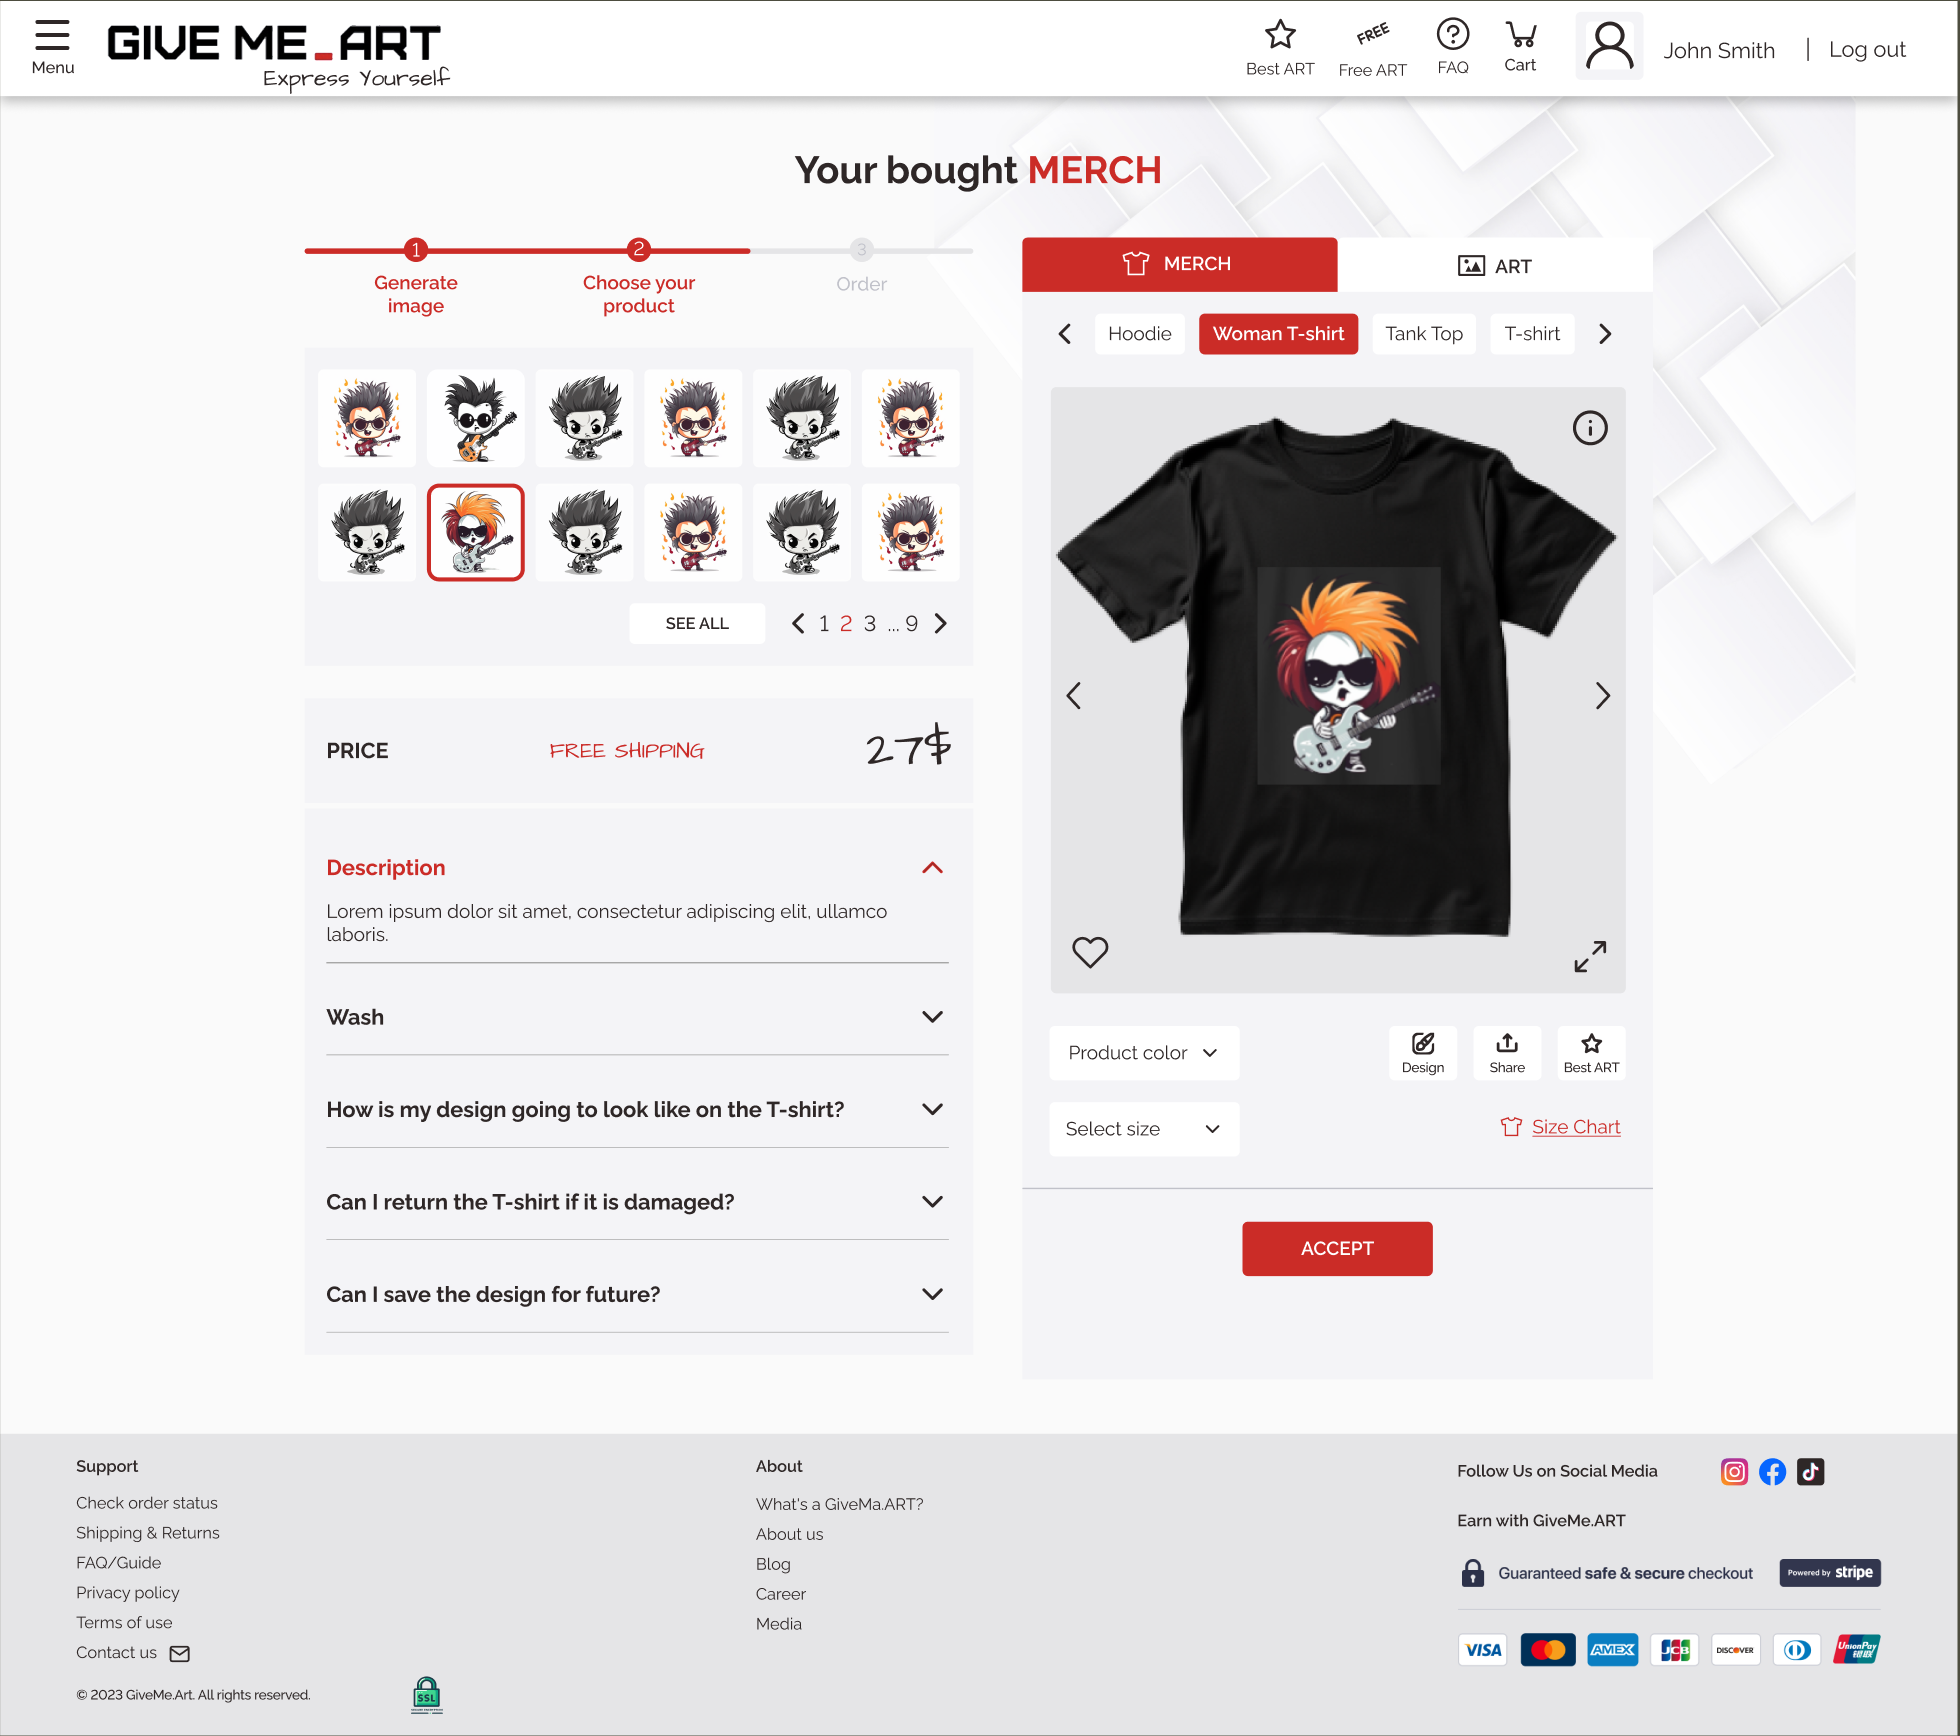 Menu
GIVE ME_ART
Express Yourself
Best ART
FREE
Free ART
FAQ
Cart
John Smith | Log out
Your bought MERCH
1
2
3
Generate
image
Choose your
product
Order
SEE ALL
1 2 3 ... 9
PRICE
FREE SHIPPING
27$
Description
Lorem ipsum dolor sit amet, consectetur adipiscing elit, ullamco
laboris.
Wash
How is my design going to look like on the T-shirt?
Can I return the T-shirt if it is damaged?
Can I save the design for future?
MERCH
ART
Hoodie
Woman T-shirt
Tank Top
T-shirt
Product color
Design
Share
Best ART
Select size
Size Chart
ACCEPT
Support
Check order status
Shipping & Returns
FAQ/Guide
Privacy policy
Terms of use
Contact us
© 2023 GiveMe.Art. All rights reserved.
SSL
About
What's a GiveMa.ART?
About us
Blog
Career
Media
Follow Us on Social Media
Earn with GiveMe.ART
Guaranteed safe & secure checkout
Powered by stripe
VISA
AMEX
JCB
DISCOVER
UnionPay
银联